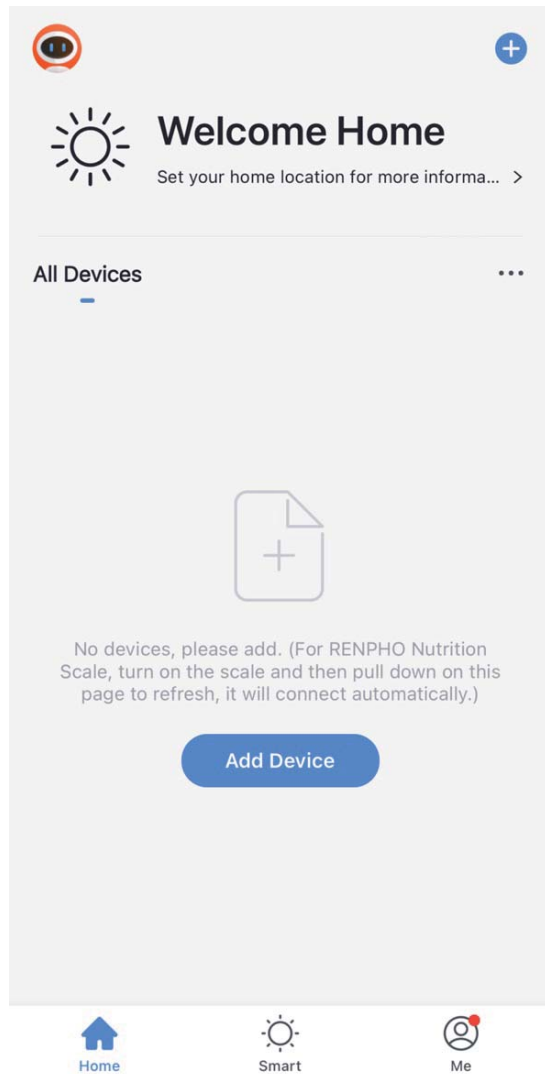 Welcome Home
Set your home location for more informa... >
All Devices
No devices, please add. (For RENPHO Nutrition
Scale, turn on the scale and then pull down on this
page to refresh, it will connect automatically.)
Add Device
Home
Smart
Me